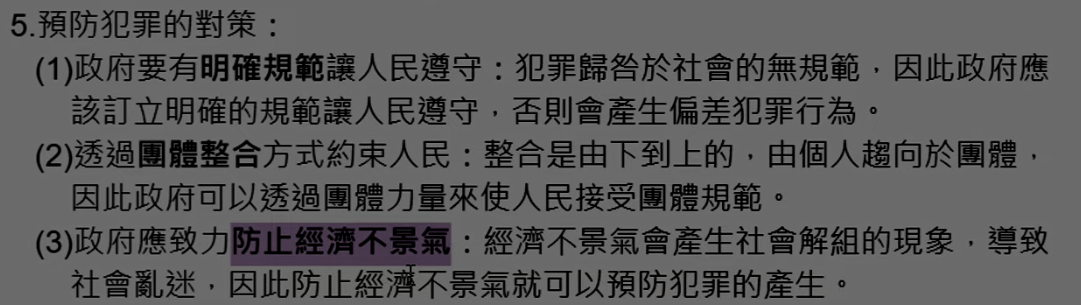 5.預防犯罪的對策：
(1)政府要有明確規範讓人民遵守：犯罪歸咎於社會的無規範，因此政府應
該訂立明確的規範讓人民遵守，否則會產生偏差犯罪行為。
(2)透過團體整合方式約束人民：整合是由下到上的，由個人趨向於團體，
因此政府可以透過團體力量來使人民接受團體規範。
(3)政府應致力防止經濟不景氣：經濟不景氣會產生社會解組的現象，導致
社會亂迷，因此防止經濟不景氣就可以預防犯罪的產生。